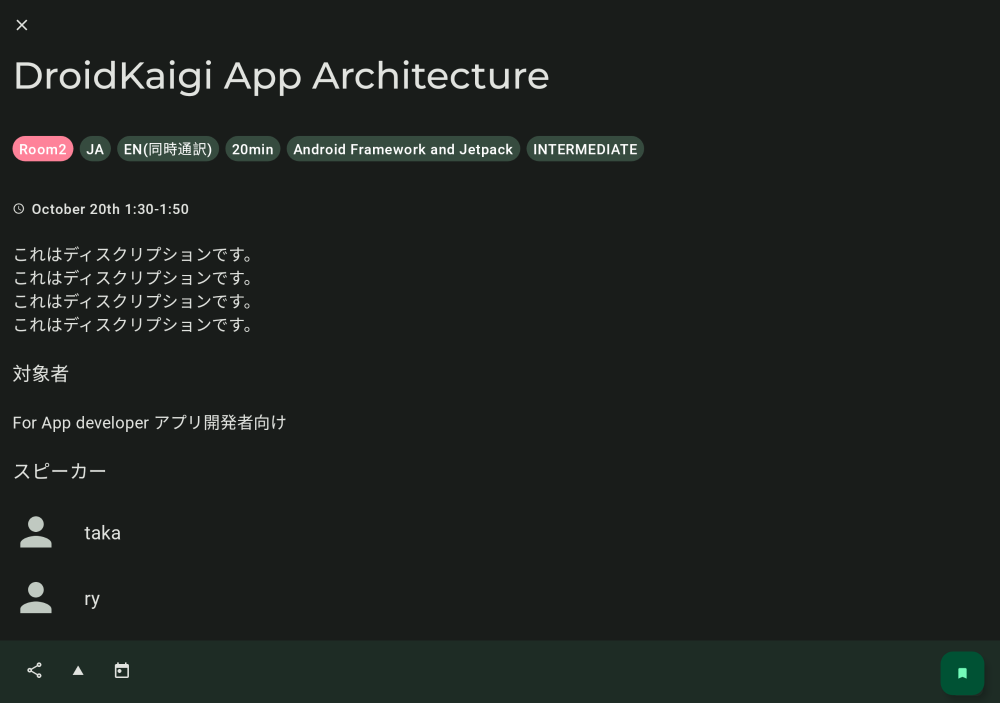 DroidKaigi App Architecture
Room2 JA EN(同時通訳) 20min Android Framework and Jetpack INTERMEDIATE
October 20th 1:30-1:50
これはディスクリプションです。
これはディスクリプションです。
これはディスクリプションです。
これはディスクリプションです。
対象者
For App developer アプリ開発者向け
スピーカー
taka
ry